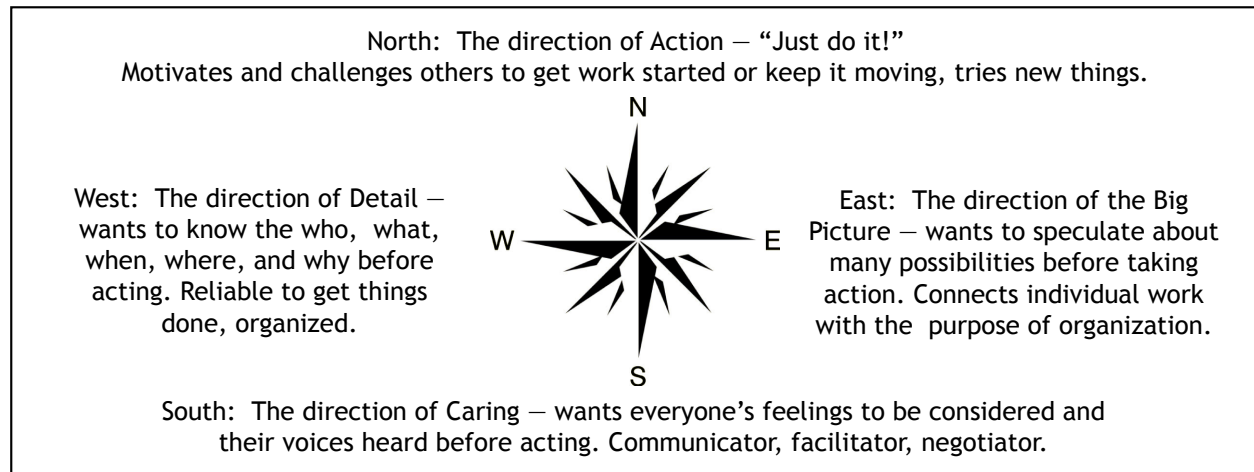 North:  The direction of Action — “Just do it!”
Motivates and challenges others to get work started or keep it moving, tries new things.
N
West:  The direction of Detail —
wants to know the who,  what,
when, where, and why before
acting. Reliable to get things
done, organized.
W
E
East:  The direction of the Big
Picture — wants to speculate about
many possibilities before taking
action. Connects individual work
with the  purpose of organization.
S
South:  The direction of Caring — wants everyone’s feelings to be considered and
their voices heard before acting. Communicator, facilitator, negotiator.